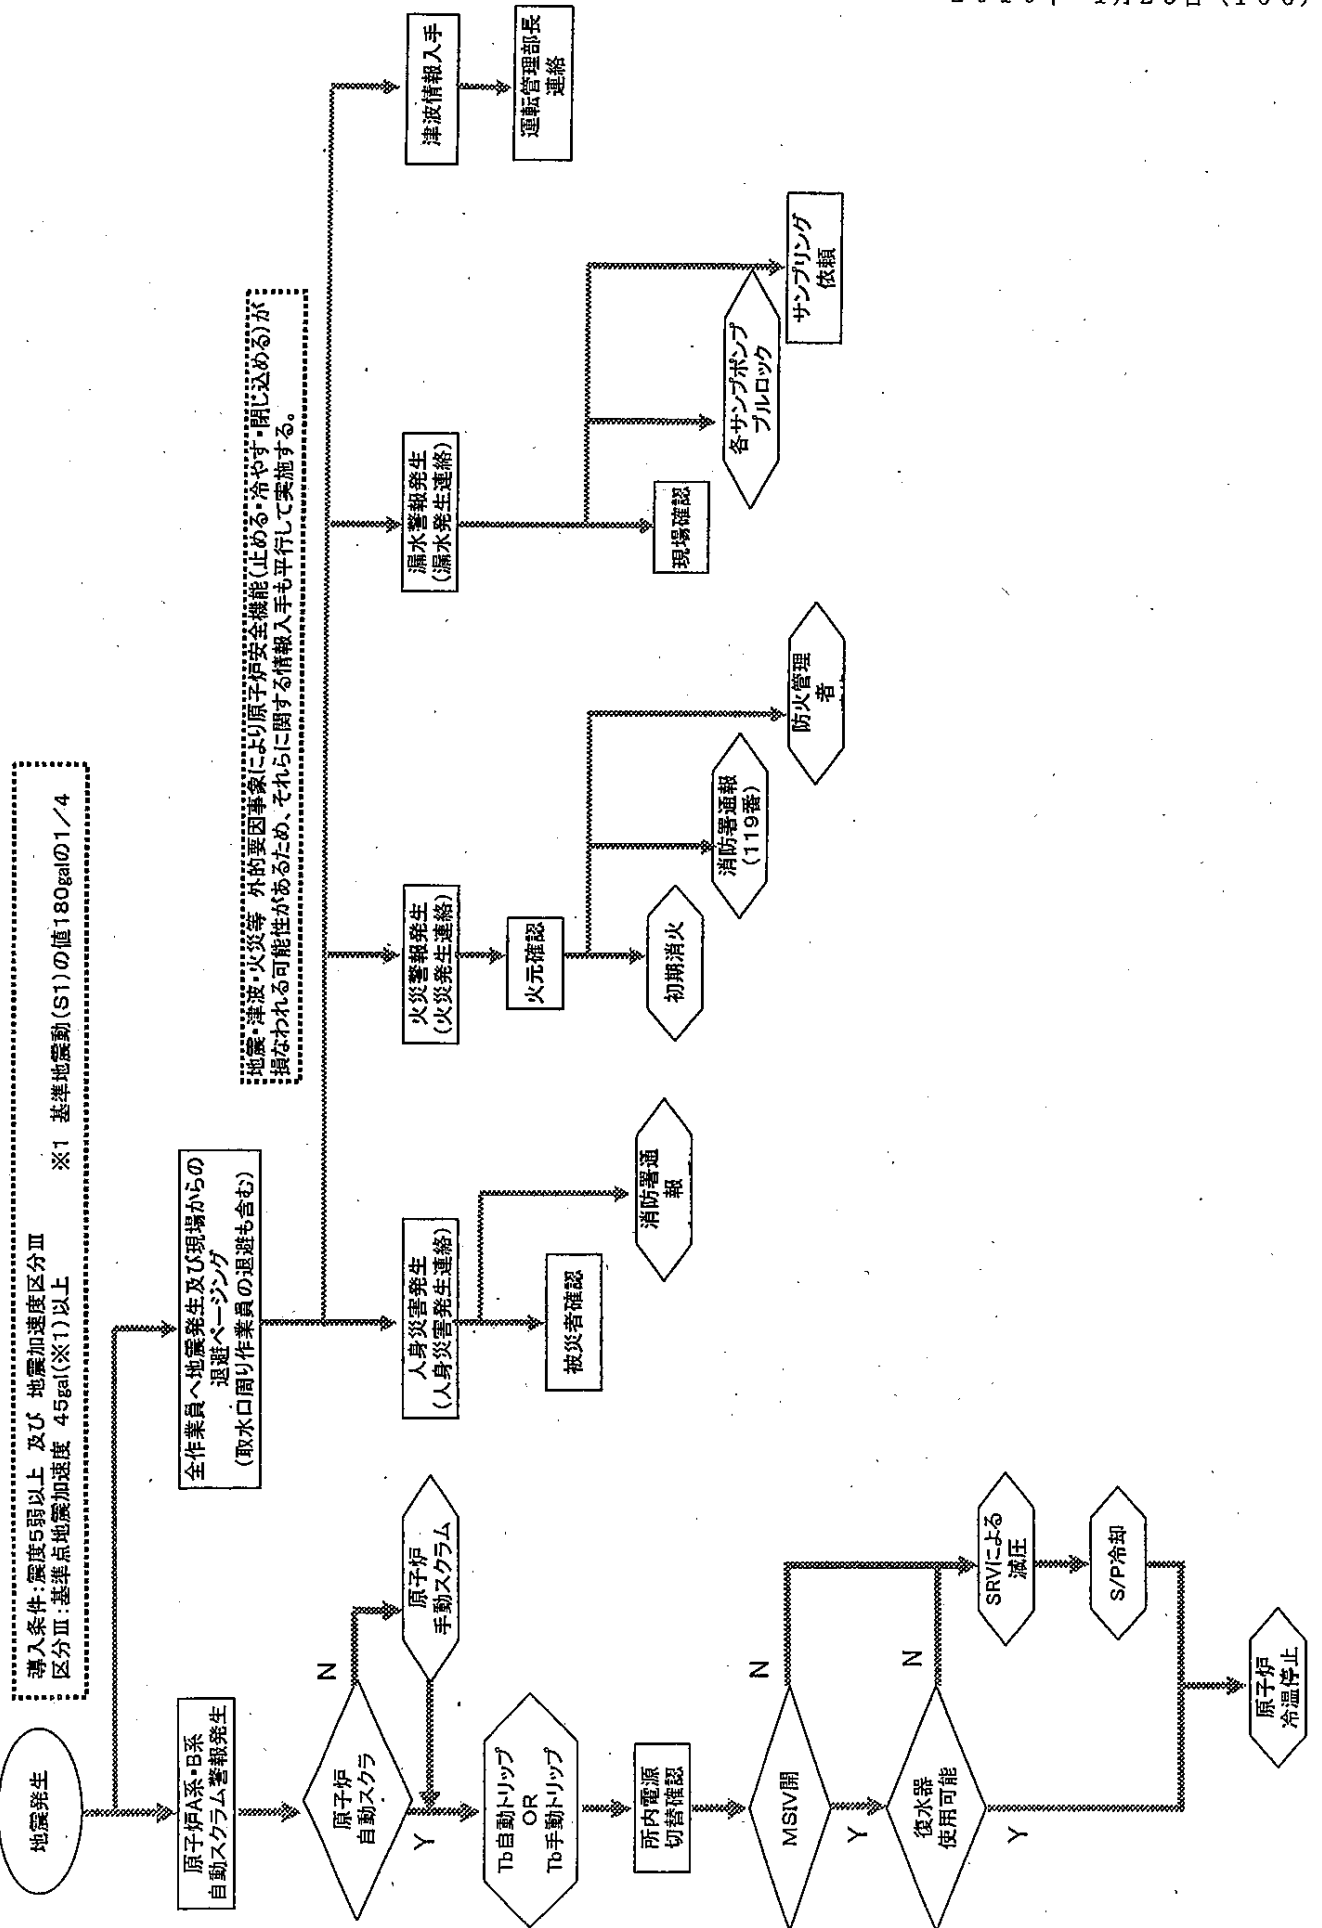 地震発生
導入条件:震度5弱以上 及び 地震加速度区分Ⅲ
区分Ⅲ:基準点地震加速度 45gal(※1)以上
※1 基準地震動(S1)の値180galの1/4
原子炉A系・B系
自動スクラム警報発生
原子炉
自動スクラ
N
Y
原子炉
手動スクラム
Tb自動トリップ
OR
Tb手動トリップ
所内電源
切替確認
MSIV開
N
Y
復水器
使用可能
N
Y
SRVによる
減圧
S/P冷却
原子炉
冷温停止
全作業員へ地震発生及び現場からの
退避ページング
(取水口周り作業員の退避も含む)
地震・津波・火災等 外的要因事象により原子炉安全機能(止める・冷やす・閉じ込める)が
損なわれる可能性があるため、それらに関する情報入手も平行して実施する。
人身災害発生
(人身災害発生連絡)
被災者確認
消防署通
報
火災警報発生
(火災発生連絡)
火元確認
初期消火
消防署通報
(119番)
防火管理
者
漏水警報発生
(漏水発生連絡)
現場確認
各サンプポンプ
プルロック
サンプリング
依頼
津波情報入手
運転管理部長
連絡